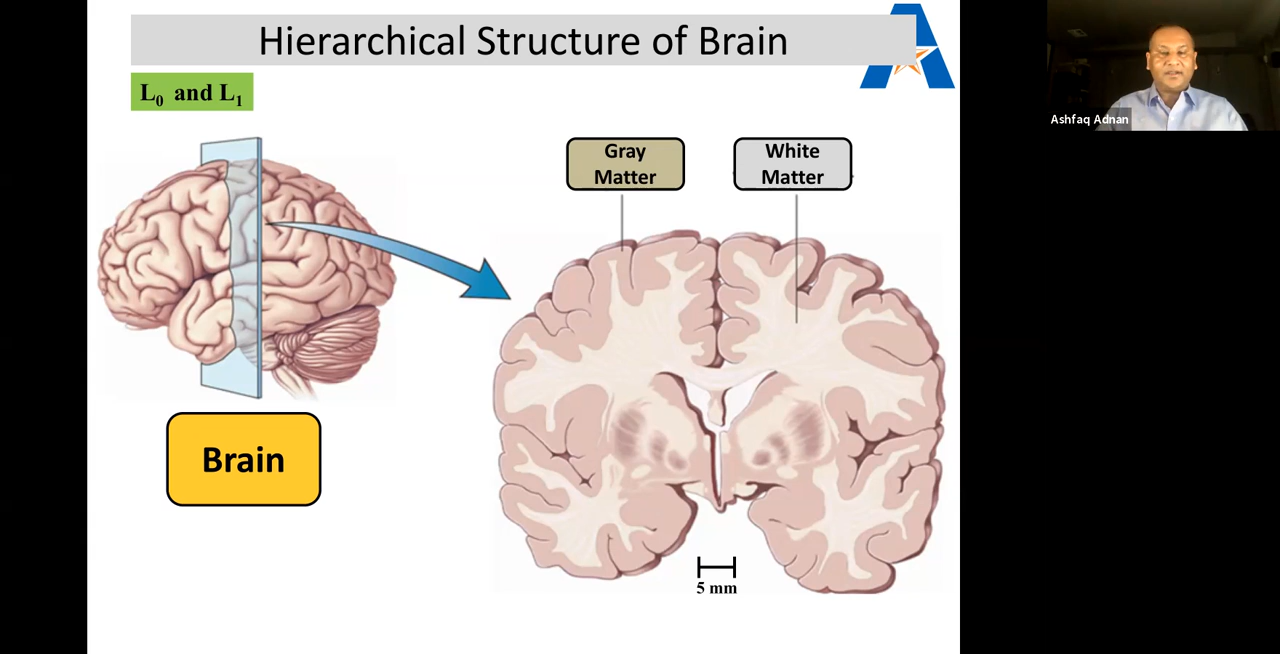 Hierarchical Structure of Brain
L0 and L1
Ashfaq Adnan
Gray
Matter
White
Matter
Brain
5 mm